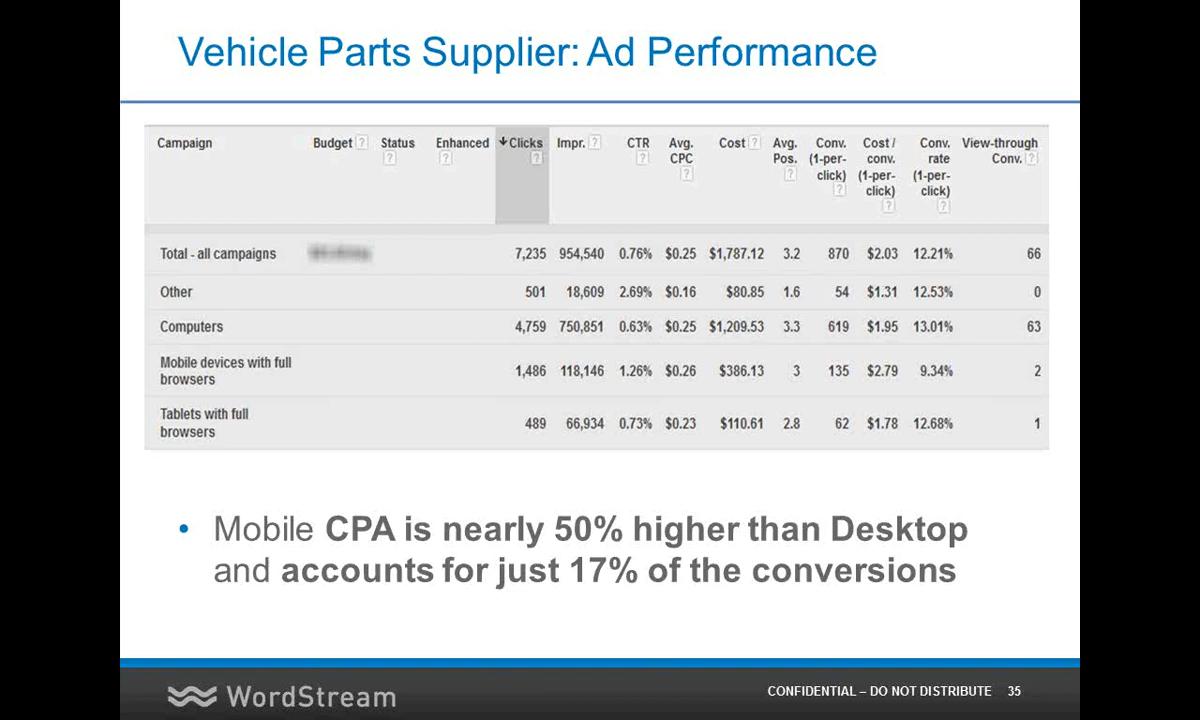 Vehicle Parts Supplier: Ad Performance
Campaign Budget ? Status ? Enhanced ? Clicks ? Impr. ? CTR ? Avg. CPC ? Cost ? Avg. Pos. ? Conv. (1-per-click) ? Cost / conv. (1-per-click) ? Conv. rate (1-per-click) ? View-through Conv. ?
Total - all campaigns 7,235 954,540 0.76% $0.25 $1,787.12 3.2 870 $2.03 12.21% 66
Other 501 18,609 2.69% $0.16 $80.85 1.6 54 $1.31 12.53% 0
Computers 4,759 750,851 0.63% $0.25 $1,209.53 3.3 619 $1.95 13.01% 63
Mobile devices with full browsers 1,486 118,146 1.26% $0.26 $386.13 3 135 $2.79 9.34% 2
Tablets with full browsers 489 66,934 0.73% $0.23 $110.61 2.8 62 $1.78 12.68% 1
• Mobile CPA is nearly 50% higher than Desktop
and accounts for just 17% of the conversions
WordStream CONFIDENTIAL – DO NOT DISTRIBUTE 35